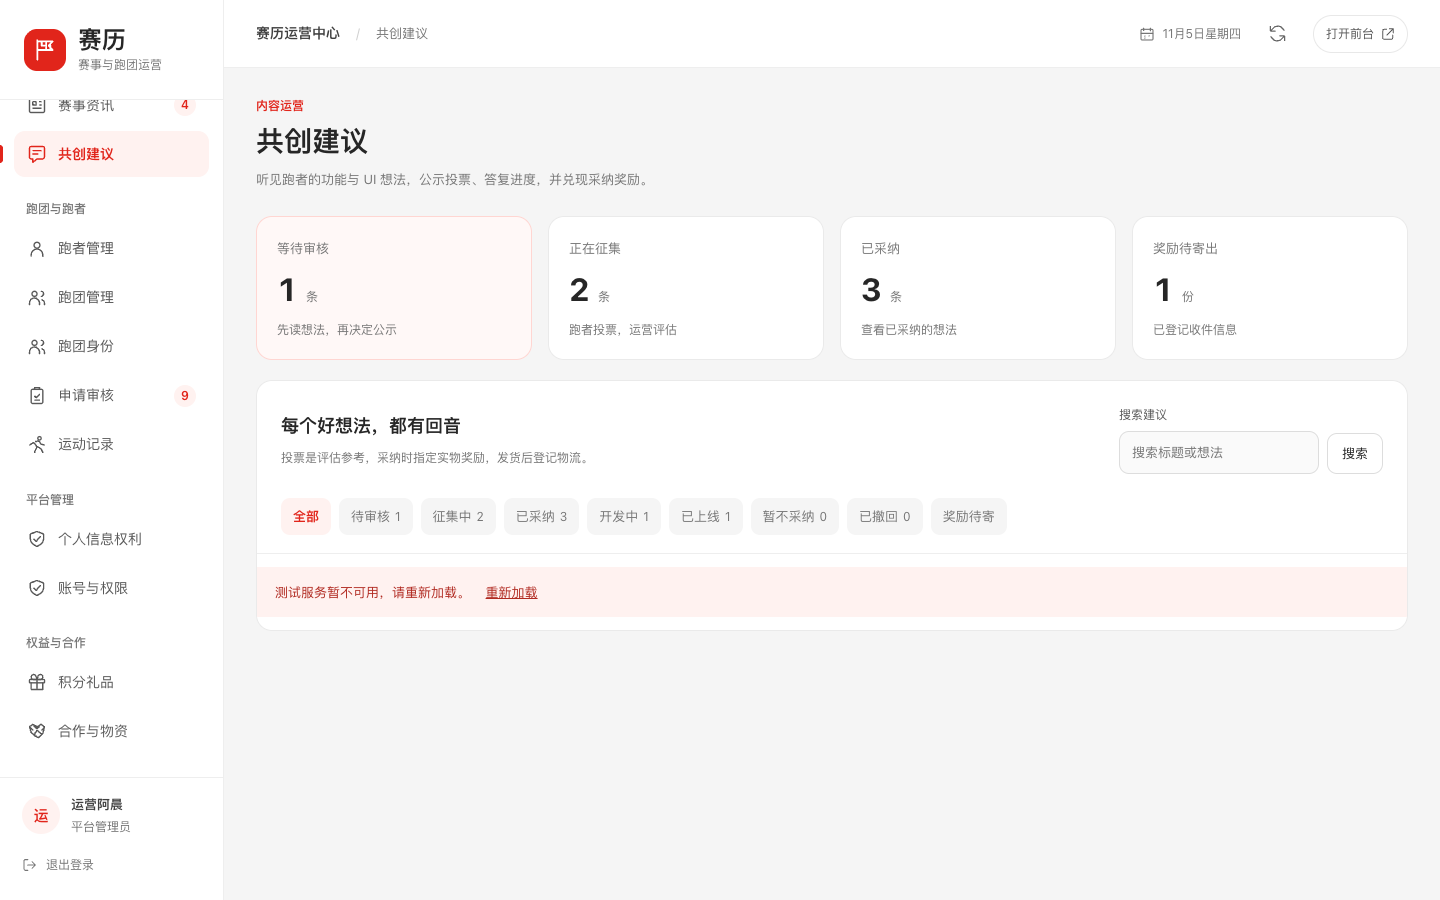 赛历
赛事与跑团运营
赛事资讯 4
共创建议
跑团与跑者
跑者管理
跑团管理
跑团身份
申请审核 9
运动记录
平台管理
个人信息权利
账号与权限
权益与合作
积分礼品
合作与物资
运
运营阿晨
平台管理员
退出登录
赛历运营中心 / 共创建议
11月5日星期四
打开前台
内容运营
共创建议
听见跑者的功能与 UI 想法，公示投票、答复进度，并兑现采纳奖励。
等待审核
1 条
先读想法，再决定公示
正在征集
2 条
跑者投票，运营评估
已采纳
3 条
查看已采纳的想法
奖励待寄出
1 份
已登记收件信息
每个好想法，都有回音
投票是评估参考，采纳时指定实物奖励，发货后登记物流。
搜索建议
搜索标题或想法
搜索
全部 待审核 1 征集中 2 已采纳 3 开发中 1 已上线 1 暂不采纳 0 已撤回 0 奖励待寄
测试服务暂不可用，请重新加载。 重新加载